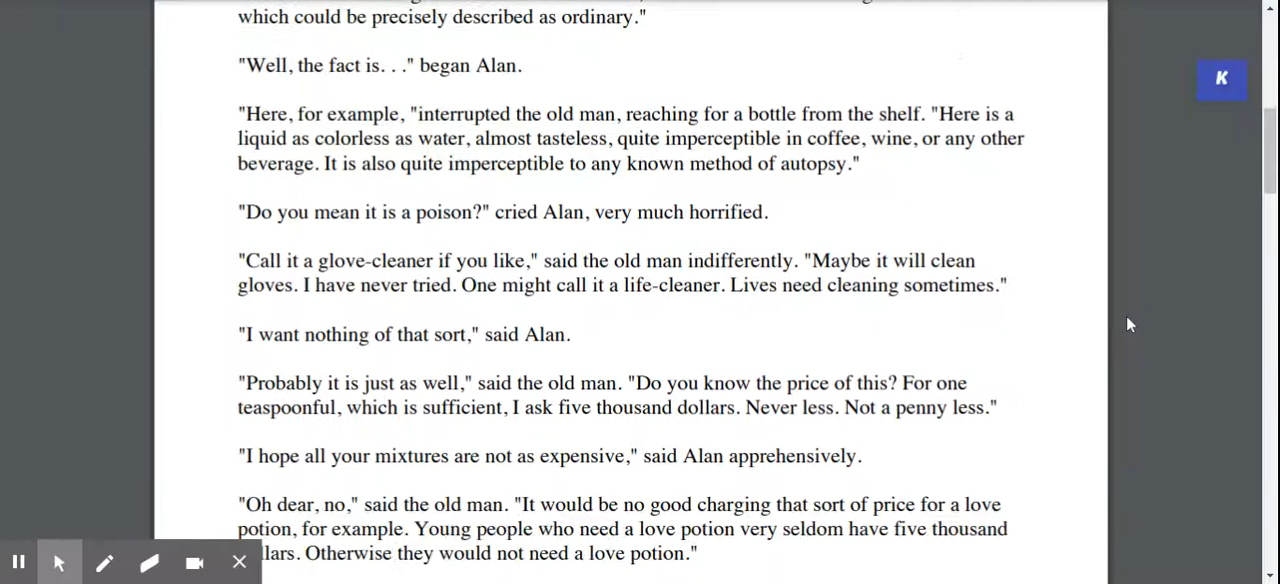 which could be precisely described as ordinary."
"Well, the fact is. . ." began Alan.
"Here, for example, "interrupted the old man, reaching for a bottle from the shelf. "Here is a
liquid as colorless as water, almost tasteless, quite imperceptible in coffee, wine, or any other
beverage. It is also quite imperceptible to any known method of autopsy."
"Do you mean it is a poison?" cried Alan, very much horrified.
"Call it a glove-cleaner if you like," said the old man indifferently. "Maybe it will clean
gloves. I have never tried. One might call it a life-cleaner. Lives need cleaning sometimes."
"I want nothing of that sort," said Alan.
"Probably it is just as well," said the old man. "Do you know the price of this? For one
teaspoonful, which is sufficient, I ask five thousand dollars. Never less. Not a penny less."
"I hope all your mixtures are not as expensive," said Alan apprehensively.
"Oh dear, no," said the old man. "It would be no good charging that sort of price for a love
potion, for example. Young people who need a love potion very seldom have five thousand
llars. Otherwise they would not need a love potion."
K